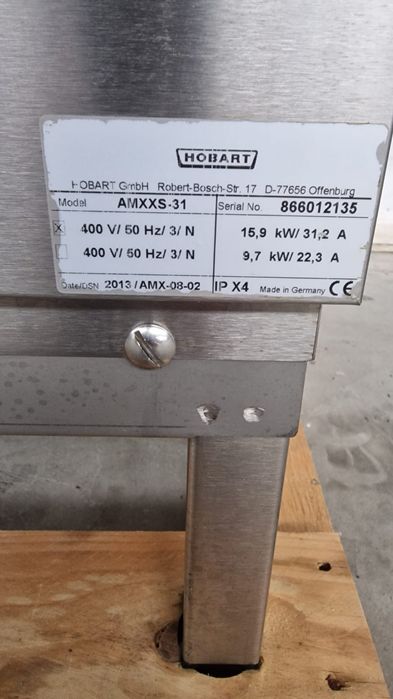 HOBART
HOBART GmbH Robert-Bosch-Str. 17 D-77656 Offenburg
Model AMXXS-31 Serial No. 866012135
X 400 V/ 50 Hz/ 3/ N 15,9 kW/ 31,2 A
400 V/ 50 Hz/ 3/ N 9,7 kW/ 22,3 A
Date/DSN 2013 / AMX-08-02 IP X4 Made in Germany CE